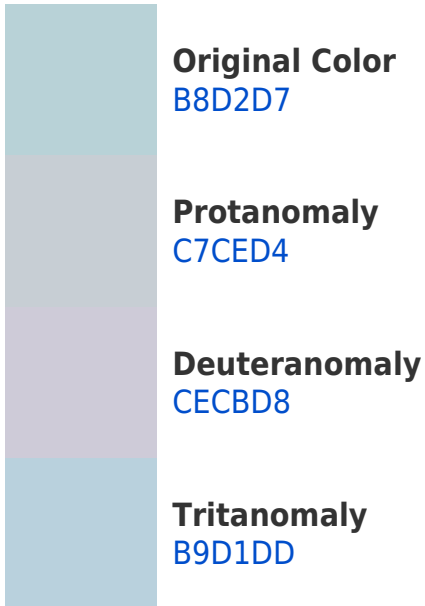 Original Color
B8D2D7
Protanomaly
C7CED4
Deuteranomaly
CECBD8
Tritanomaly
B9D1DD